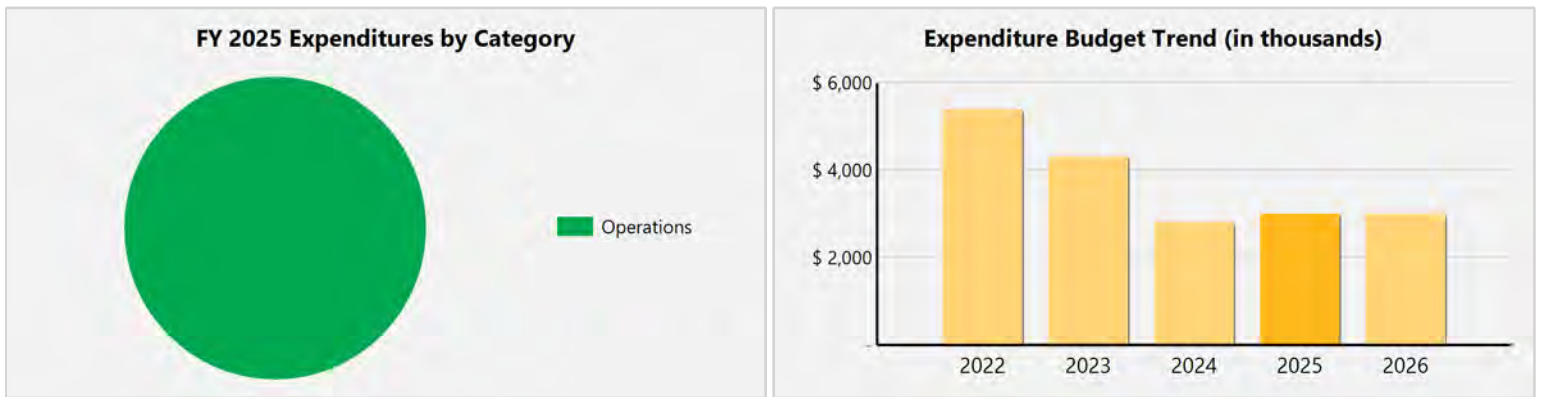 FY 2025 Expenditures by Category
Operations
Expenditure Budget Trend (in thousands)
$ 6,000
$ 4,000
$ 2,000
-
2022 2023 2024 2025 2026